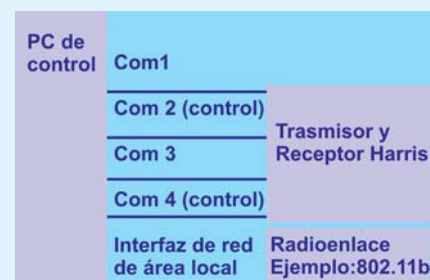 PC de
control
Com1
Com 2 (control)
Com 3
Com 4 (control)
Trasmisor y
Receptor Harris
Interfaz de red
de área local
Radioenlace
Ejemplo:802.11b